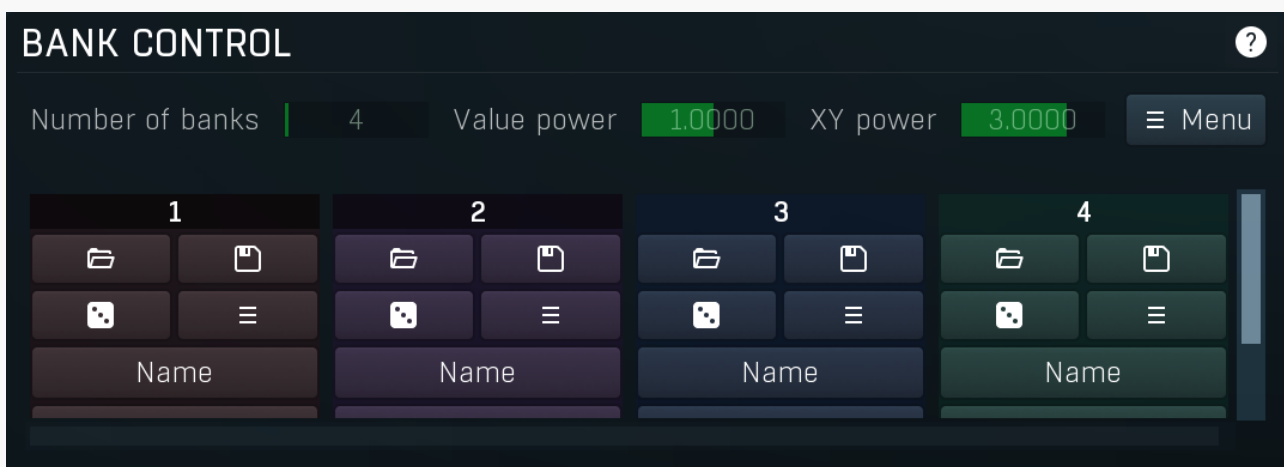 BANK CONTROL ?
Number of banks 4 Value power 1.0000 XY power 3.0000 Menu
1 2 3 4
Name Name Name Name